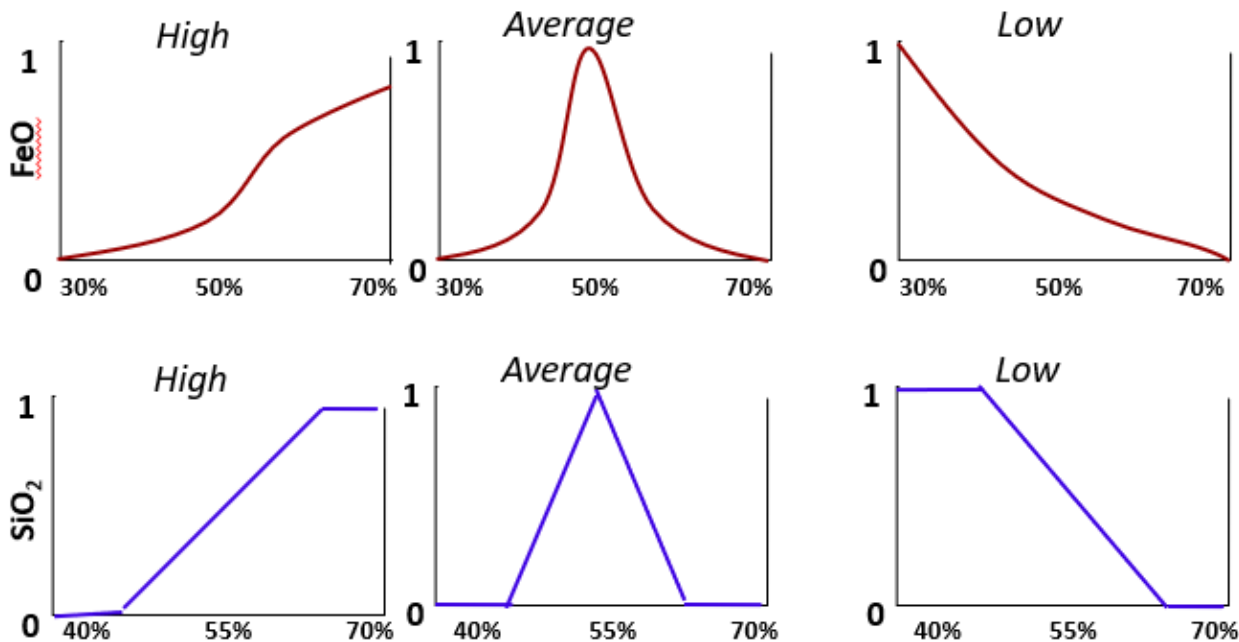 High Average Low
1 1 1
FeO
0 0 0
30% 50% 70% 30% 50% 70% 30% 50% 70%
High Average Low
1 1 1
SiO₂
0 0 0
40% 55% 70% 40% 55% 70% 40% 55% 70%